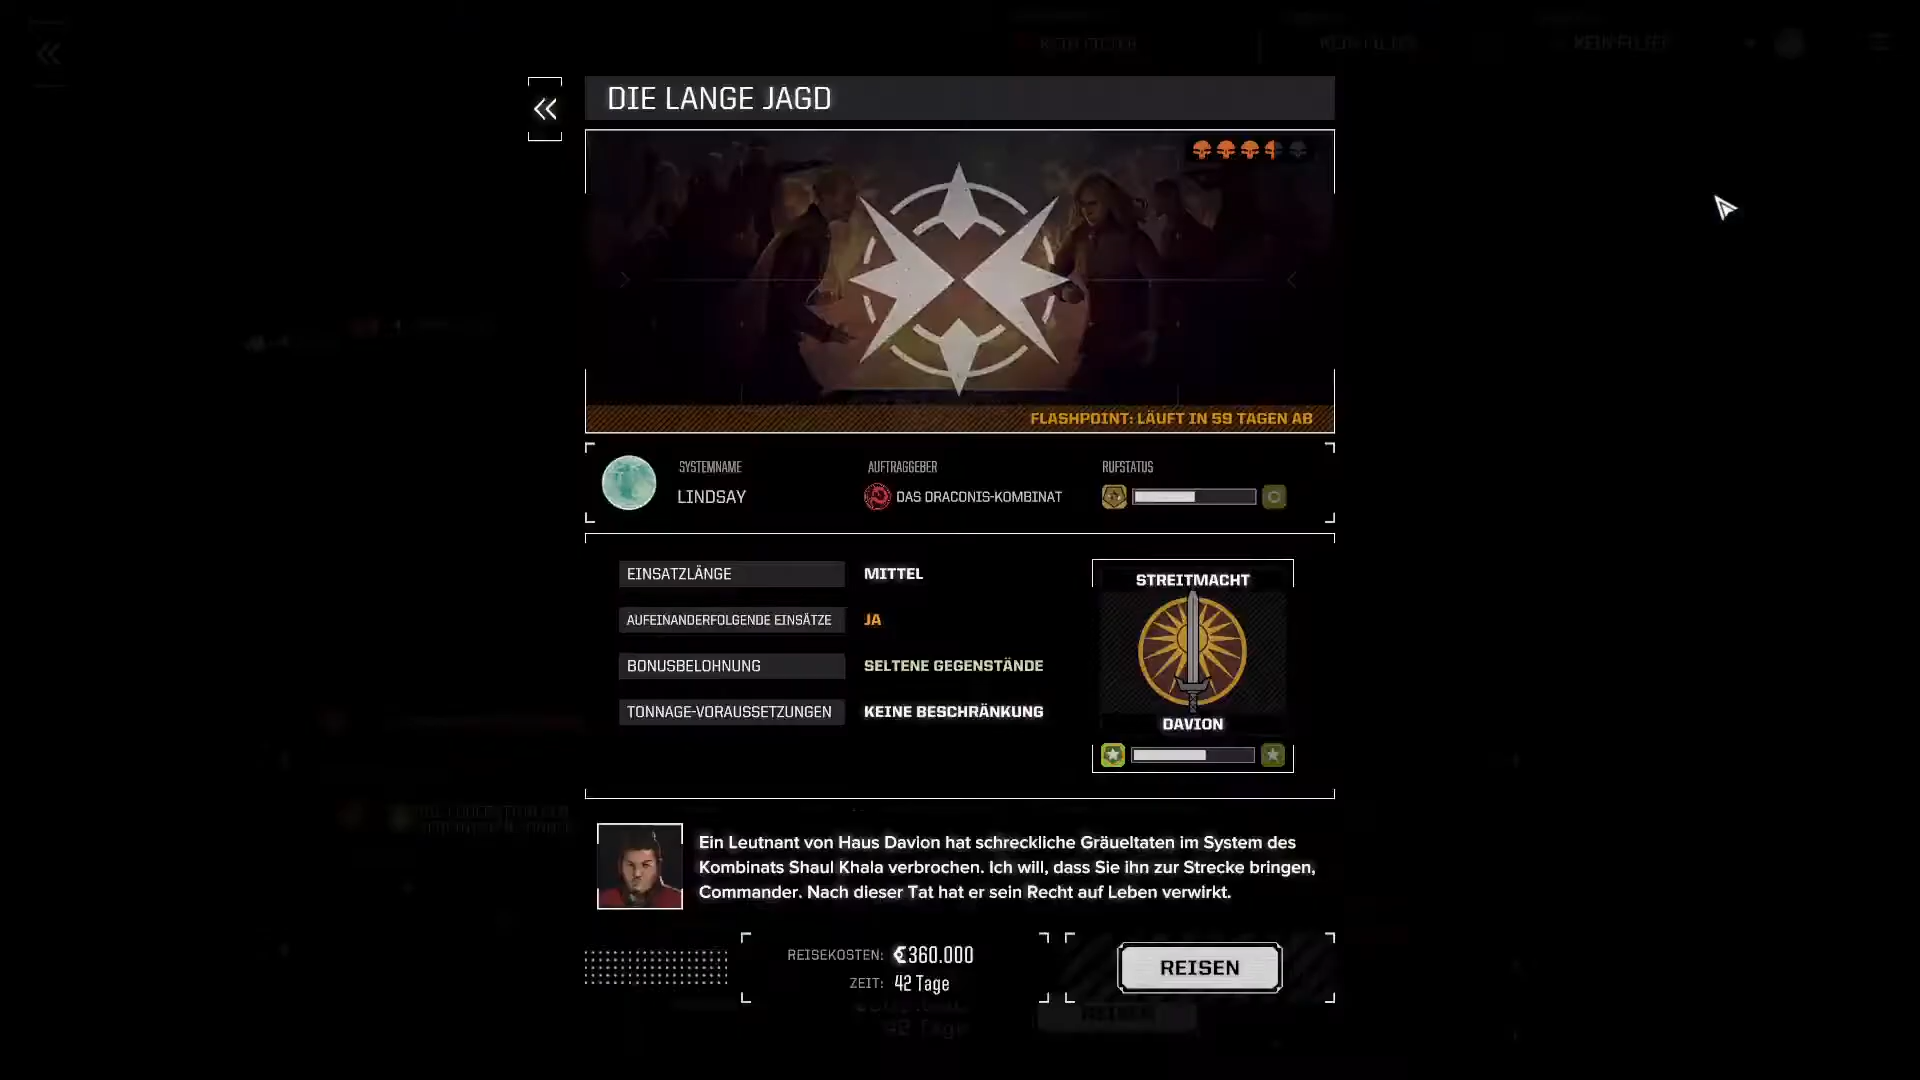 KEIN FILTER
DIE LANGE JAGD
FLASHPOINT: LÄUFT IN 59 TAGEN AB
SYSTEMNAME
LINDSAY
AUFTRAGGEBER
DAS DRACONIS-KOMBINAT
RUFSTATUS
EINSATZLÄNGE
MITTEL
AUFEINANDERFOLGENDE EINSÄTZE
JA
BONUSBELOHNUNG
SELTENE GEGENSTÄNDE
TONNAGE-VORAUSSETZUNGEN
KEINE BESCHRÄNKUNG
STREITMACHT
DAVION
Ein Leutnant von Haus Davion hat schreckliche Gräueltaten im System des
Kombinats Shaul Khala verbrochen. Ich will, dass Sie ihn zur Strecke bringen,
Commander. Nach dieser Tat hat er sein Recht auf Leben verwirkt.
REISEKOSTEN: 360.000
ZEIT: 42 Tage
REISEN